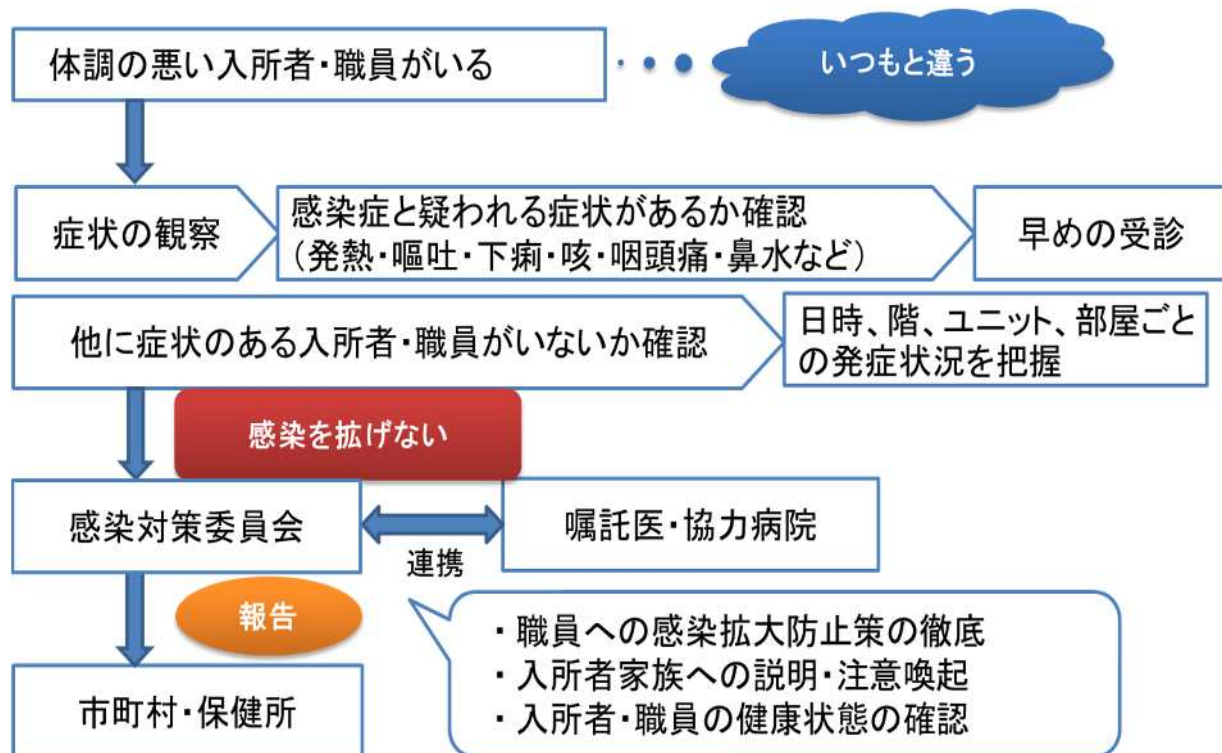 体調の悪い入所者・職員がいる
いつもと違う
症状の観察
感染症と疑われる症状があるか確認
(発熱・嘔吐・下痢・咳・咽頭痛・鼻水など)
早めの受診
他に症状のある入所者・職員がいないか確認
日時、階、ユニット、部屋ごと
の発症状況を把握
感染を拡げない
感染対策委員会
連携
嘱託医・協力病院
報告
・職員への感染拡大防止策の徹底
・入所者家族への説明・注意喚起
・入所者・職員の健康状態の確認
市町村・保健所